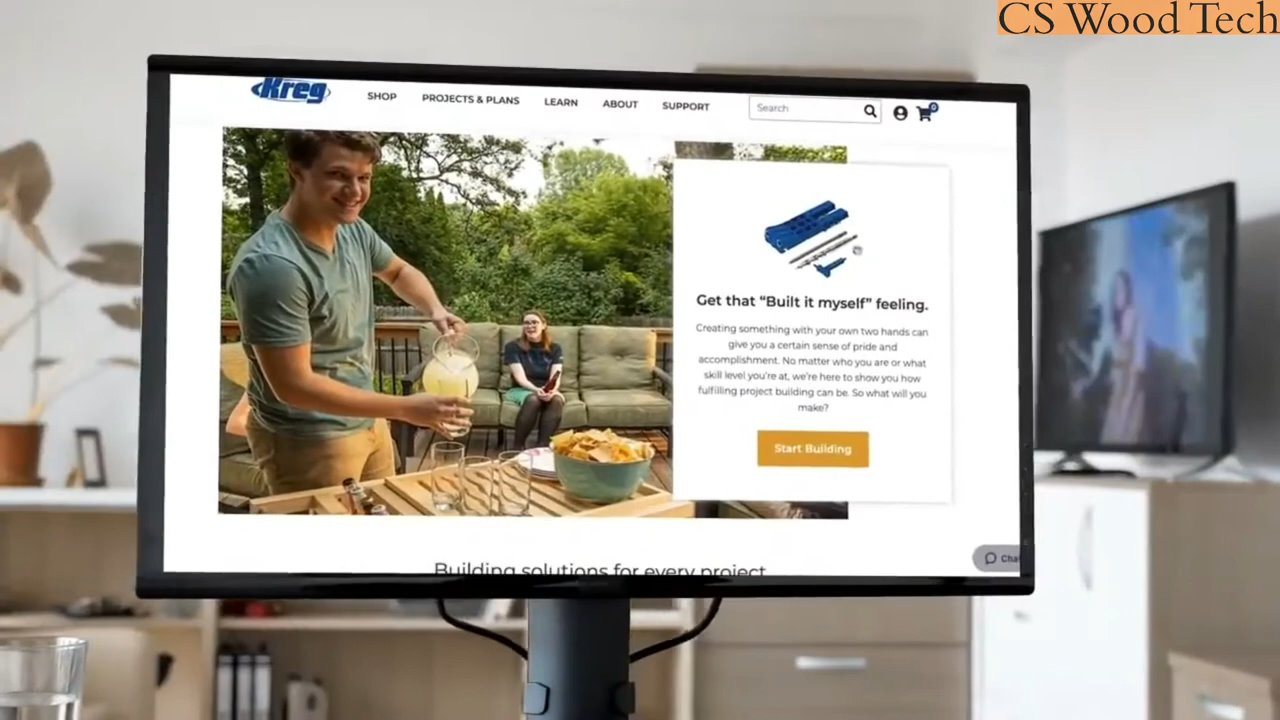 CS Wood Tech
Kreg
SHOP PROJECTS & PLANS LEARN ABOUT SUPPORT Search 0
Get that “Built it myself” feeling.
Creating something with your own two hands can
give you a certain sense of pride and
accomplishment. No matter who you are or what
skill level you're at, we're here to show you how
fulfilling project building can be. So what will you
make?
Start Building
Building solutions for every project
Chat